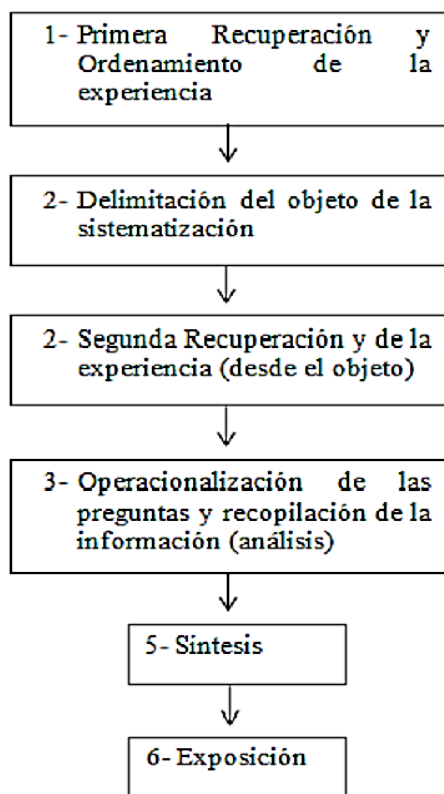 1- Primera Recuperación y
Ordenamiento de la
experiencia
2- Delimitación del objeto de la
sistematización
2- Segunda Recuperación y de la
experiencia (desde el objeto)
3- Operacionalización de las
preguntas y recopilación de la
información (análisis)
5- Síntesis
6- Exposición